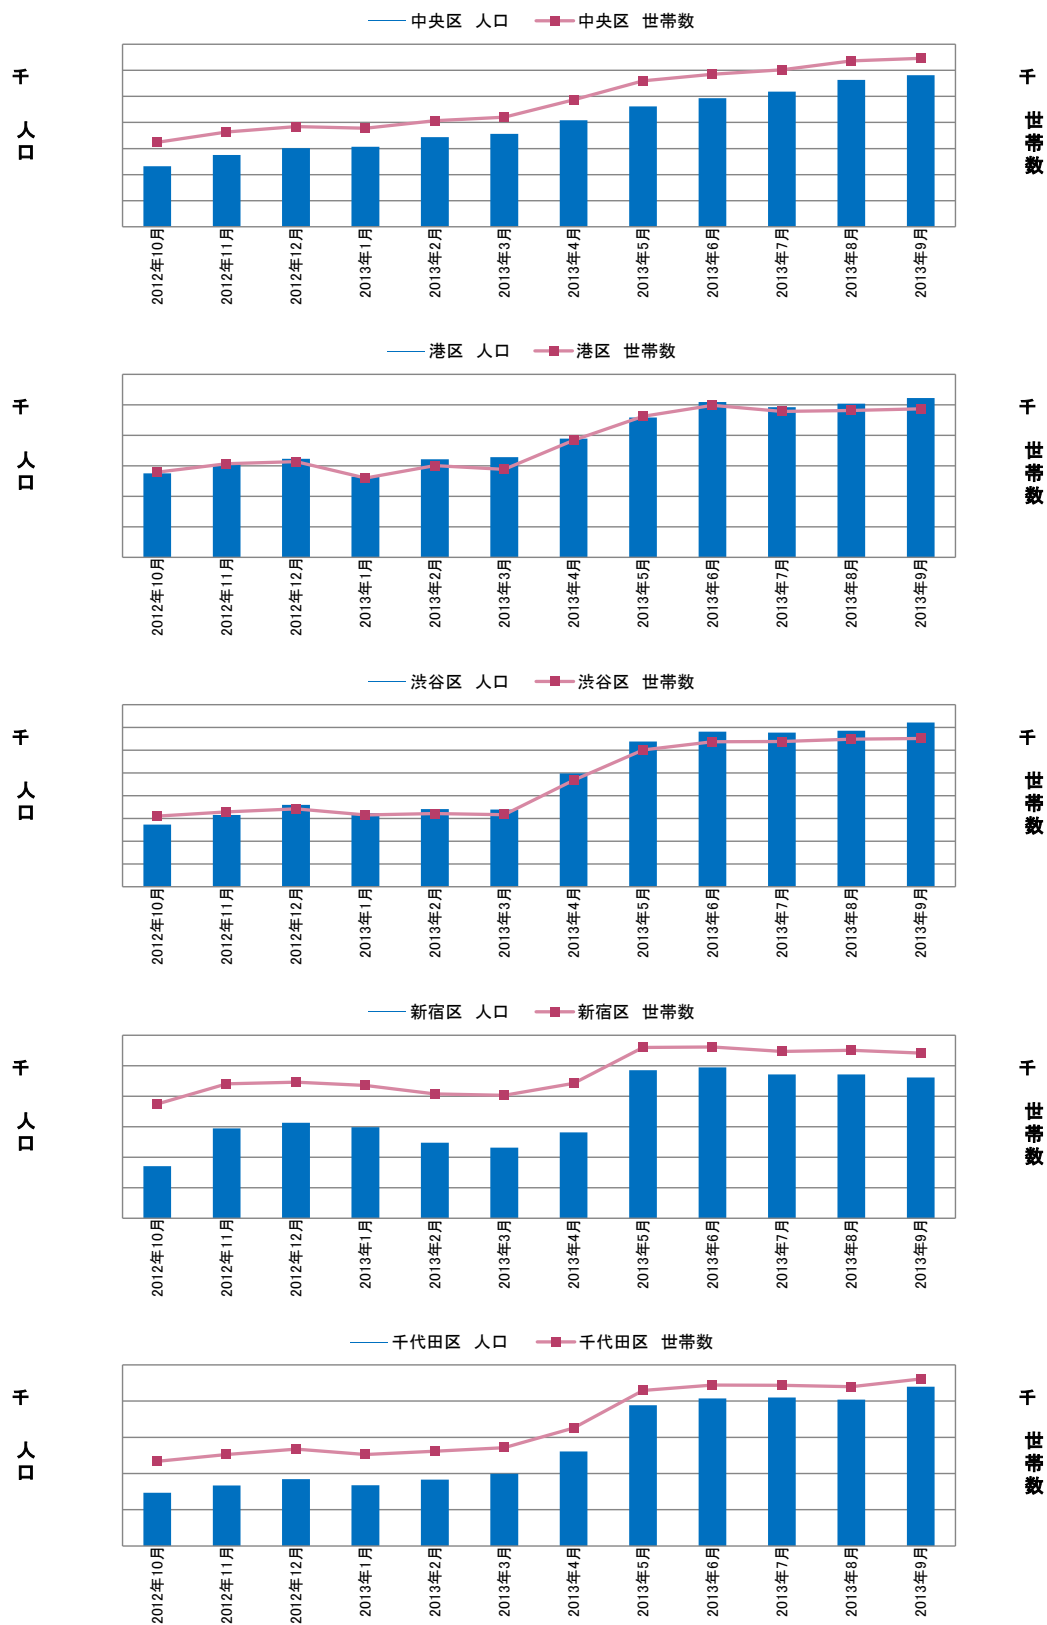 中央区　人口　中央区　世帯数
千
人口
千
世帯数
2012年10月
2012年11月
2012年12月
2013年1月
2013年2月
2013年3月
2013年4月
2013年5月
2013年6月
2013年7月
2013年8月
2013年9月
港区　人口　港区　世帯数
千
人口
千
世帯数
2012年10月
2012年11月
2012年12月
2013年1月
2013年2月
2013年3月
2013年4月
2013年5月
2013年6月
2013年7月
2013年8月
2013年9月
渋谷区　人口　渋谷区　世帯数
千
人口
千
世帯数
2012年10月
2012年11月
2012年12月
2013年1月
2013年2月
2013年3月
2013年4月
2013年5月
2013年6月
2013年7月
2013年8月
2013年9月
新宿区　人口　新宿区　世帯数
千
人口
千
世帯数
2012年10月
2012年11月
2012年12月
2013年1月
2013年2月
2013年3月
2013年4月
2013年5月
2013年6月
2013年7月
2013年8月
2013年9月
千代田区　人口　千代田区　世帯数
千
人口
千
世帯数
2012年10月
2012年11月
2012年12月
2013年1月
2013年2月
2013年3月
2013年4月
2013年5月
2013年6月
2013年7月
2013年8月
2013年9月